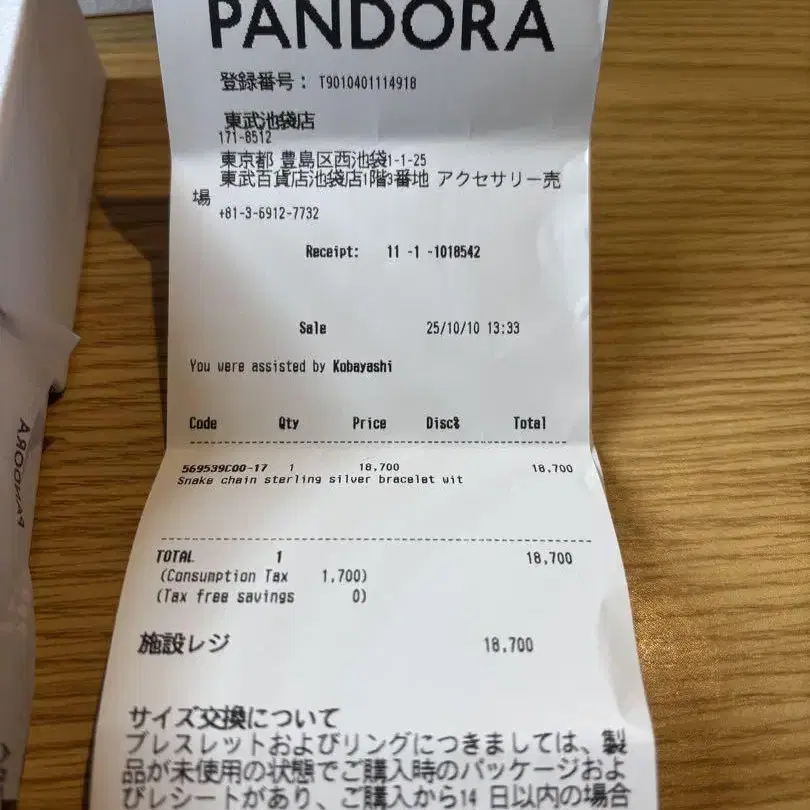 PANDORA
登録番号: T9010401114918
東武池袋店
171-8512
東京都 豊島区西池袋1-1-25
東武百貨店池袋店1階3番地 アクセサリー売
場
+81-3-6912-7732
Receipt: 11 -1 -1018542
Sale 25/10/10 13:33
You were assisted by Kobayashi
Code Qty Price Disc% Total
569539C00-17 1 18,700 18,700
Snake chain sterling silver bracelet wit
TOTAL 1 18,700
(Consumption Tax 1,700)
(Tax free savings 0)
施設レジ 18,700
サイズ交換について
ブレスレットおよびリングにつきましては、製
品が未使用の状態でご購入時のパッケージおよ
びレシートがあり、ご購入から14 日以内の場合
PANDORA